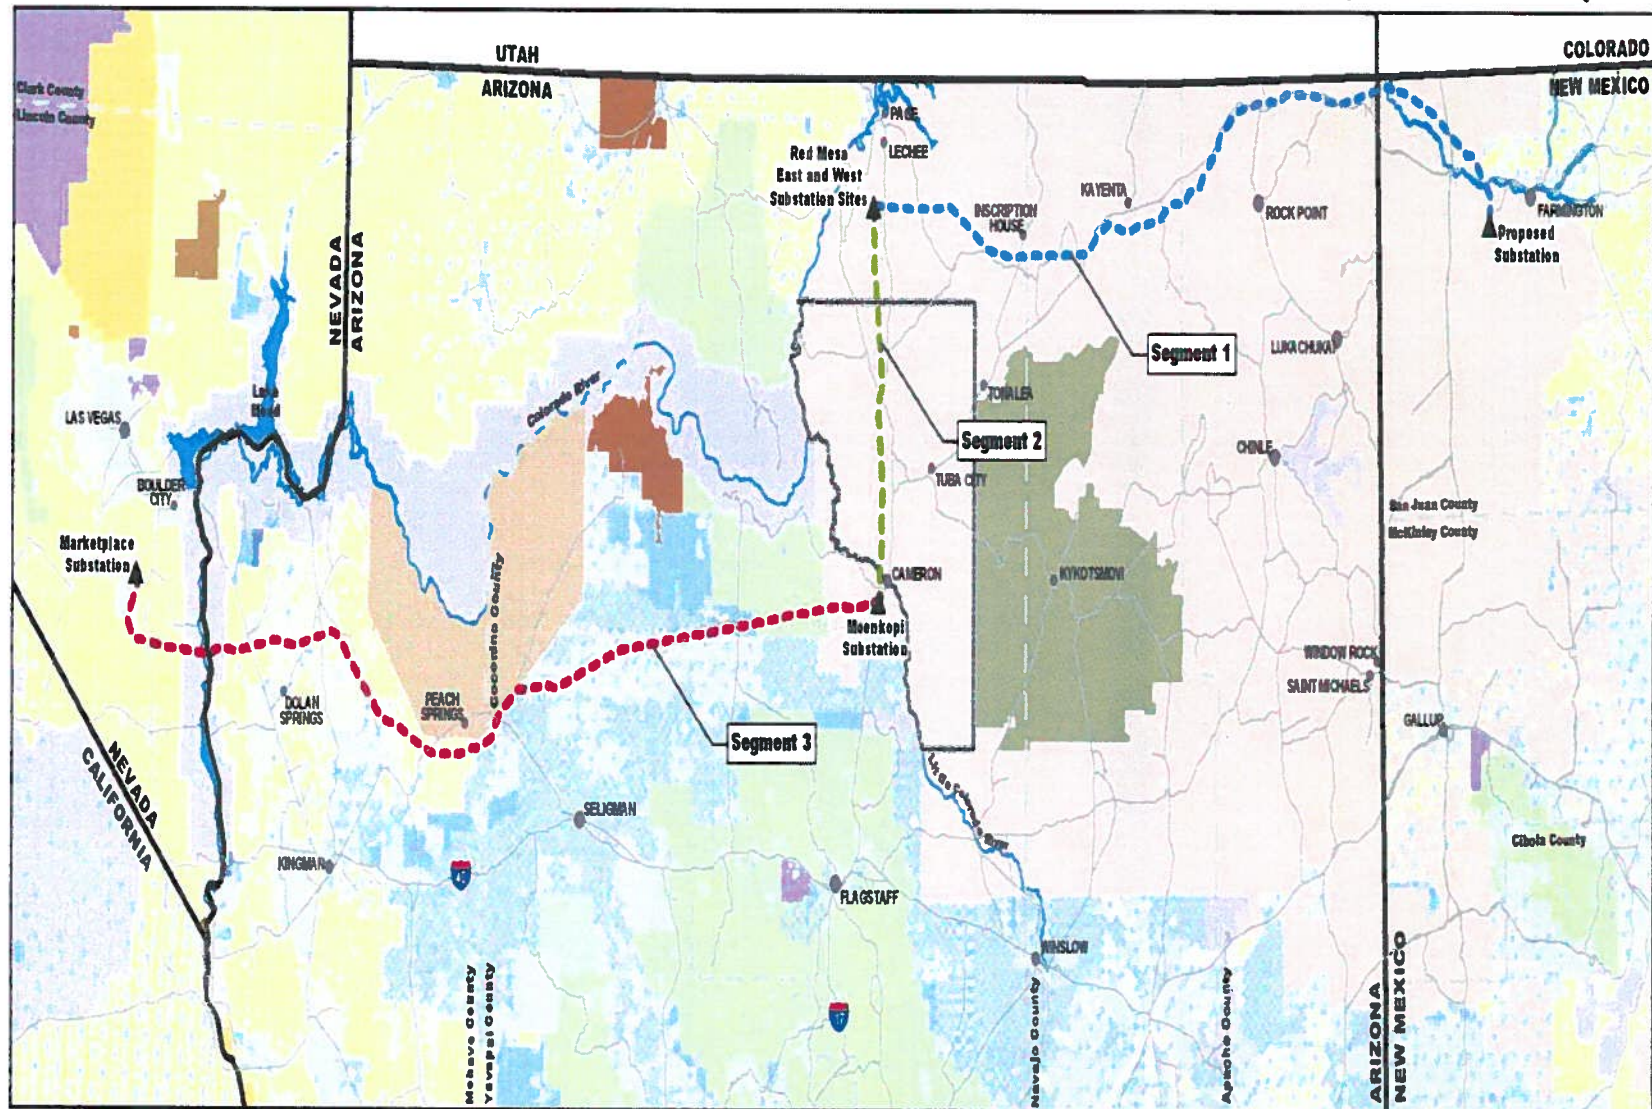 UTAH
ARIZONA
COLORADO
NEW MEXICO
Clark County
Lincoln County
PAGE
LECHEE
Red Mesa
East and West
Substation Sites
INSCRIPTION
HOUSE
KAYENTA
ROCK POINT
FARMINGTON
Proposed
Substation
NEVADA
ARIZONA
Segment 1
LUKACHUKAI
Colorado River
TONALEA
Lake
Mead
LAS VEGAS
Segment 2
TUBA CITY
CHINLE
BOULDER
CITY
San Juan County
McKinley County
Marketplace
Substation
CAMERON
KYKOTSMOVI
Coconino County
Moenkopi
Substation
WINDOW ROCK
SAINT MICHAELS
DOLAN
SPRINGS
PEACH
SPRINGS
GALLUP
Segment 3
NEVADA
CALIFORNIA
SELIGMAN
River
Cibola County
KINGMAN
40
FLAGSTAFF
WINSLOW
Mohave County
Yavapai County
17
Navajo County
Apache County
ARIZONA
NEW MEXICO